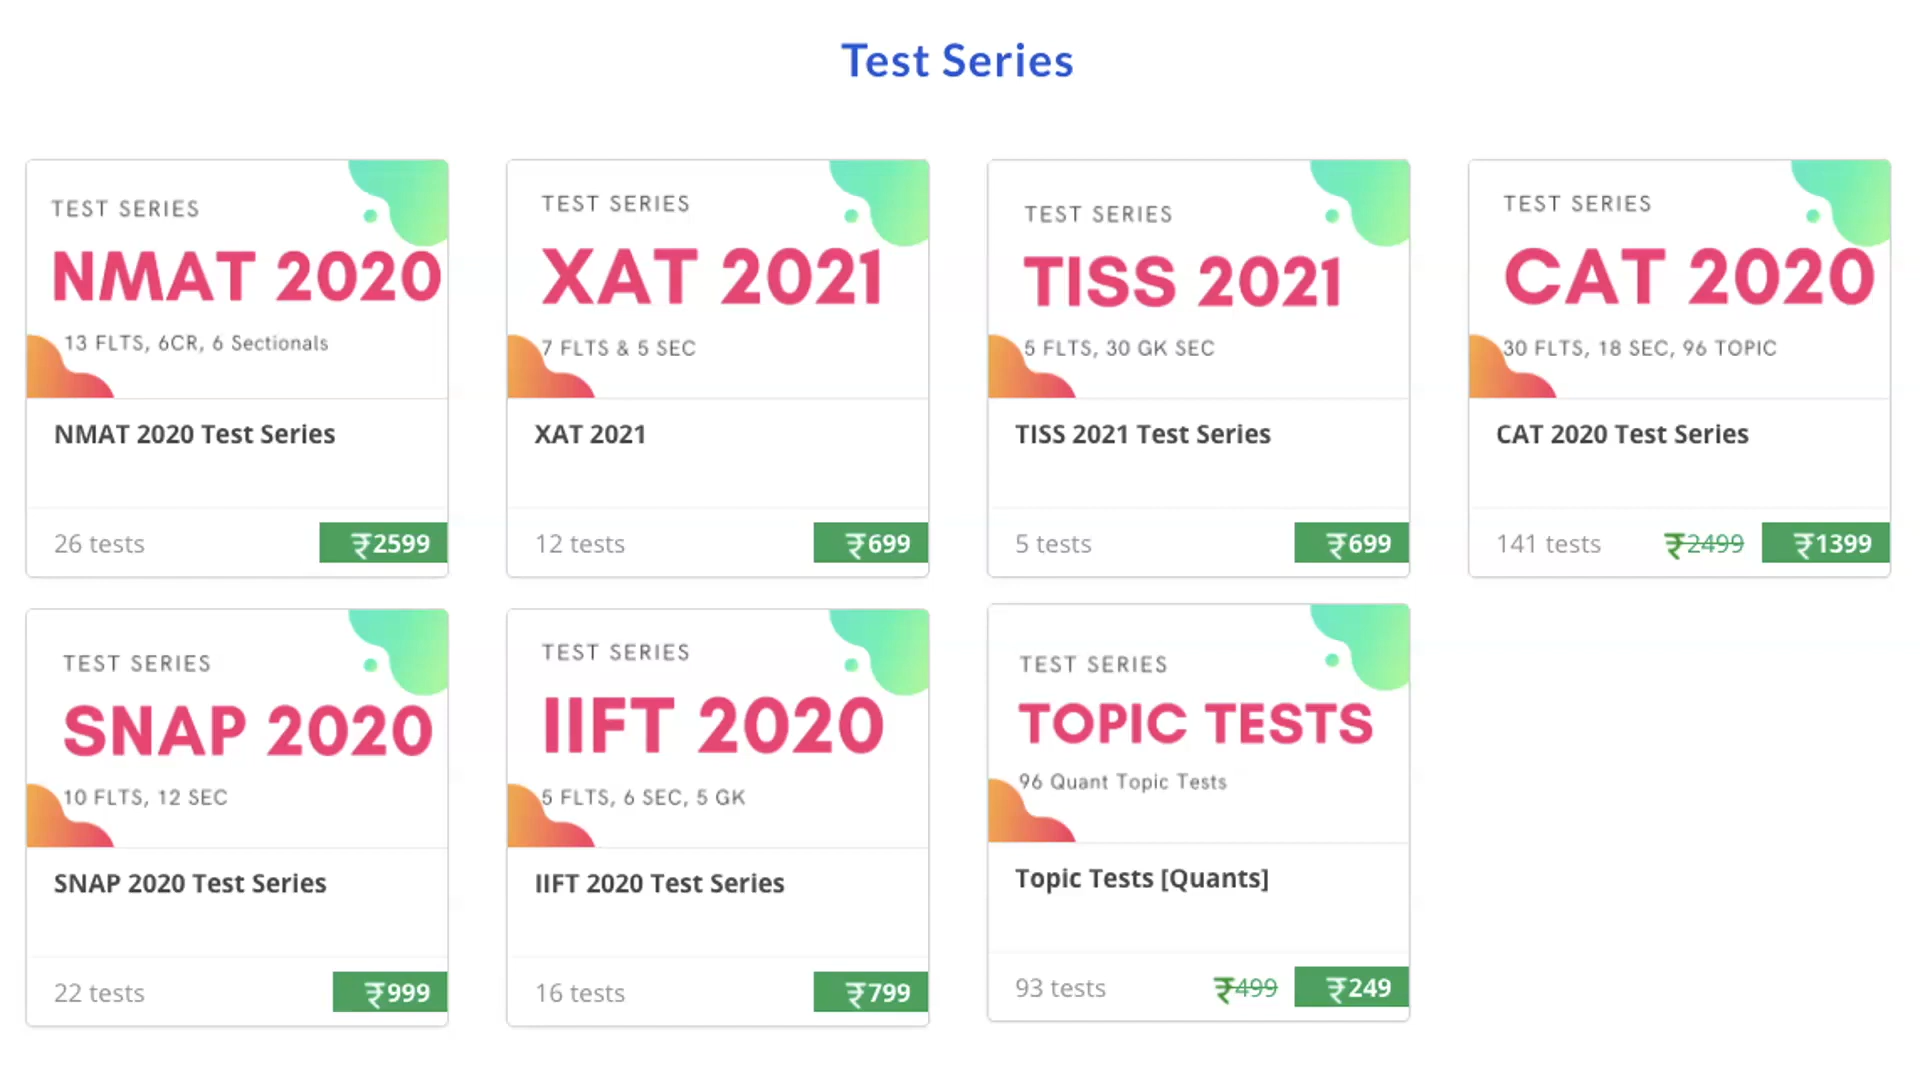 Test Series
TEST SERIES
NMAT 2020
13 FLTS, 6CR, 6 Sectionals
NMAT 2020 Test Series
26 tests
₹2599
TEST SERIES
XAT 2021
7 FLTS & 5 SEC
XAT 2021
12 tests
₹699
TEST SERIES
TISS 2021
5 FLTS, 30 GK SEC
TISS 2021 Test Series
5 tests
₹699
TEST SERIES
CAT 2020
30 FLTS, 18 SEC, 96 TOPIC
CAT 2020 Test Series
141 tests
₹2499
₹1399
TEST SERIES
SNAP 2020
10 FLTS, 12 SEC
SNAP 2020 Test Series
22 tests
₹999
TEST SERIES
IIFT 2020
5 FLTS, 6 SEC, 5 GK
IIFT 2020 Test Series
16 tests
₹799
TEST SERIES
TOPIC TESTS
96 Quant Topic Tests
Topic Tests [Quants]
93 tests
₹499
₹249